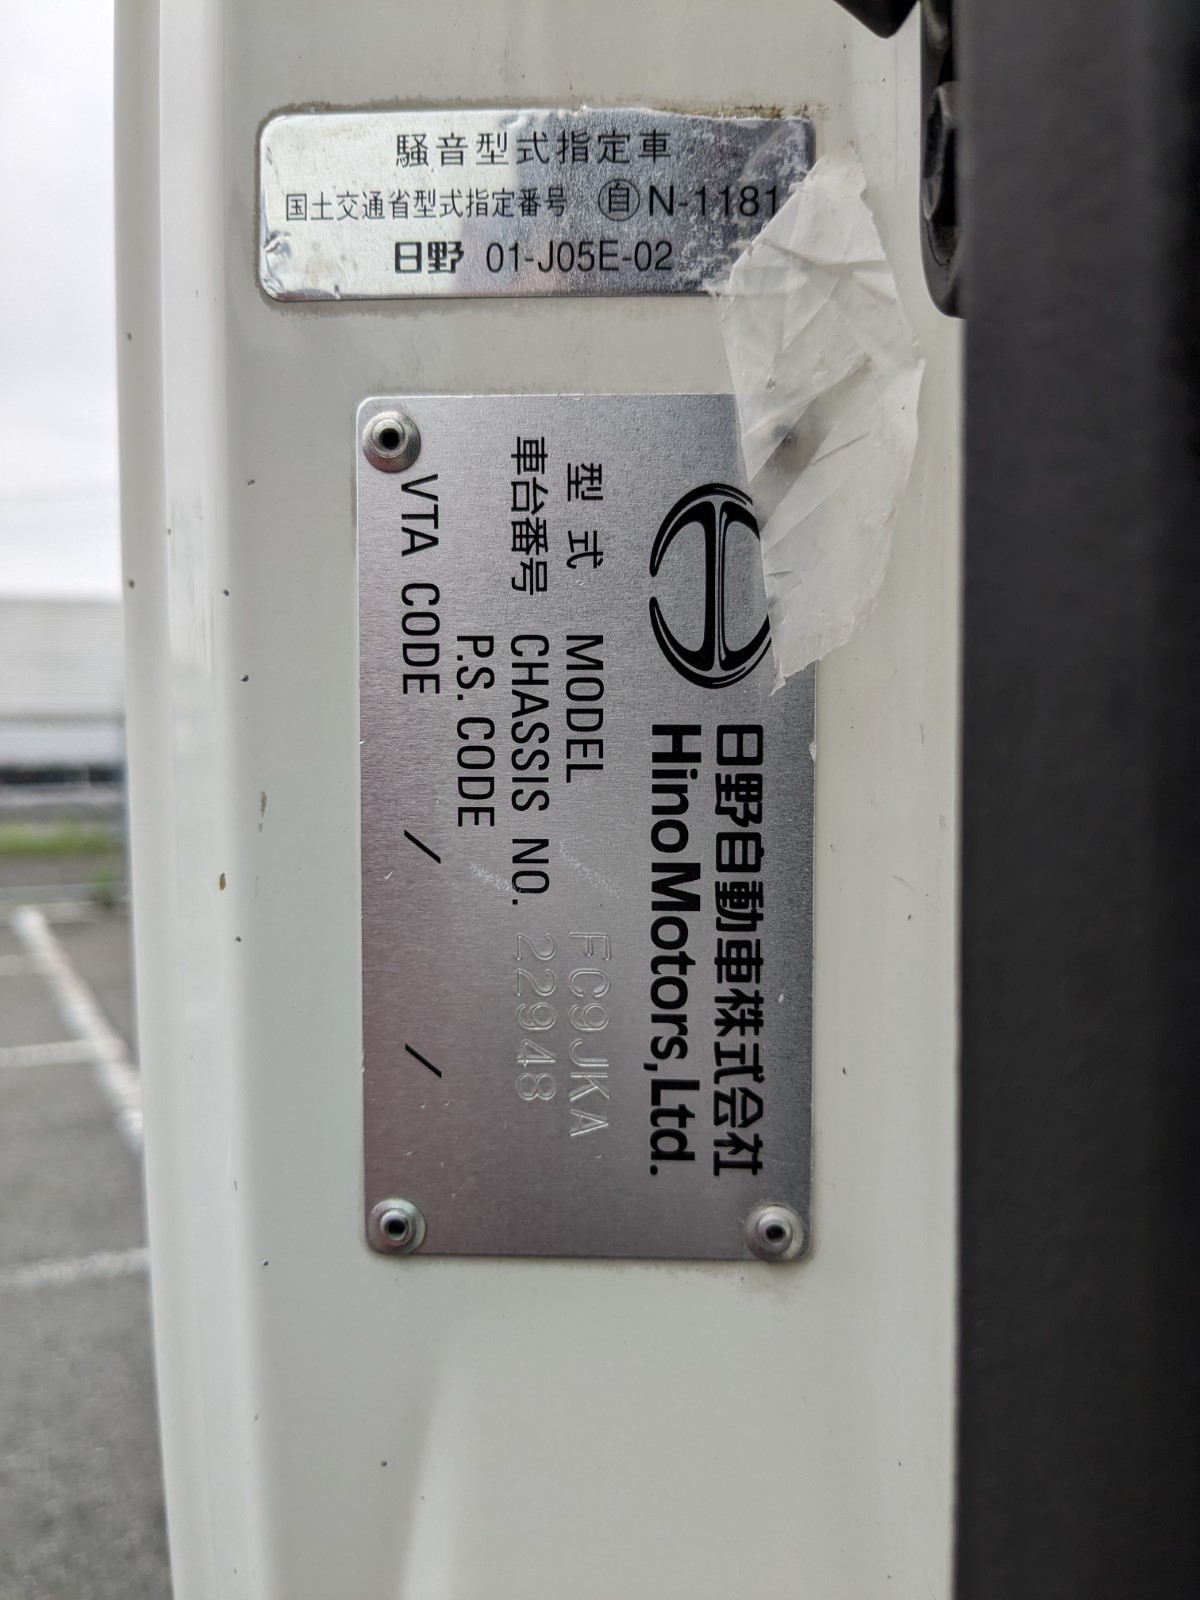 騒音型式指定車
国土交通省型式指定番号 自 N-1181
日野 01-J05E-02
日野自動車株式会社
HinoMotors,Ltd.
型式 MODEL FC9JKA
車台番号 CHASSIS NO. 22948
P.S. CODE
VTA CODE / /